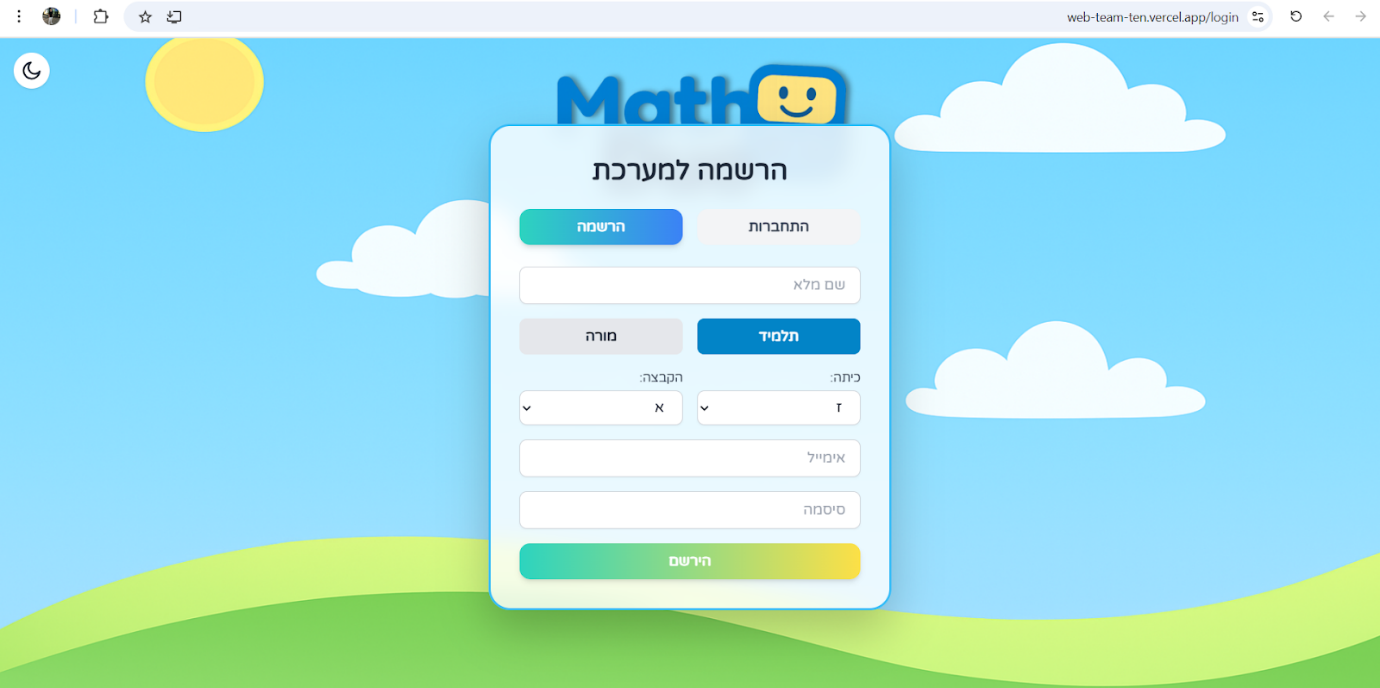 web-team-ten.vercel.app/login
Math
הרשמה למערכת
התחברות
הרשמה
שם מלא
תלמיד
מורה
כיתה:
הקבצה:
ז
א
אימייל
סיסמה
הירשם